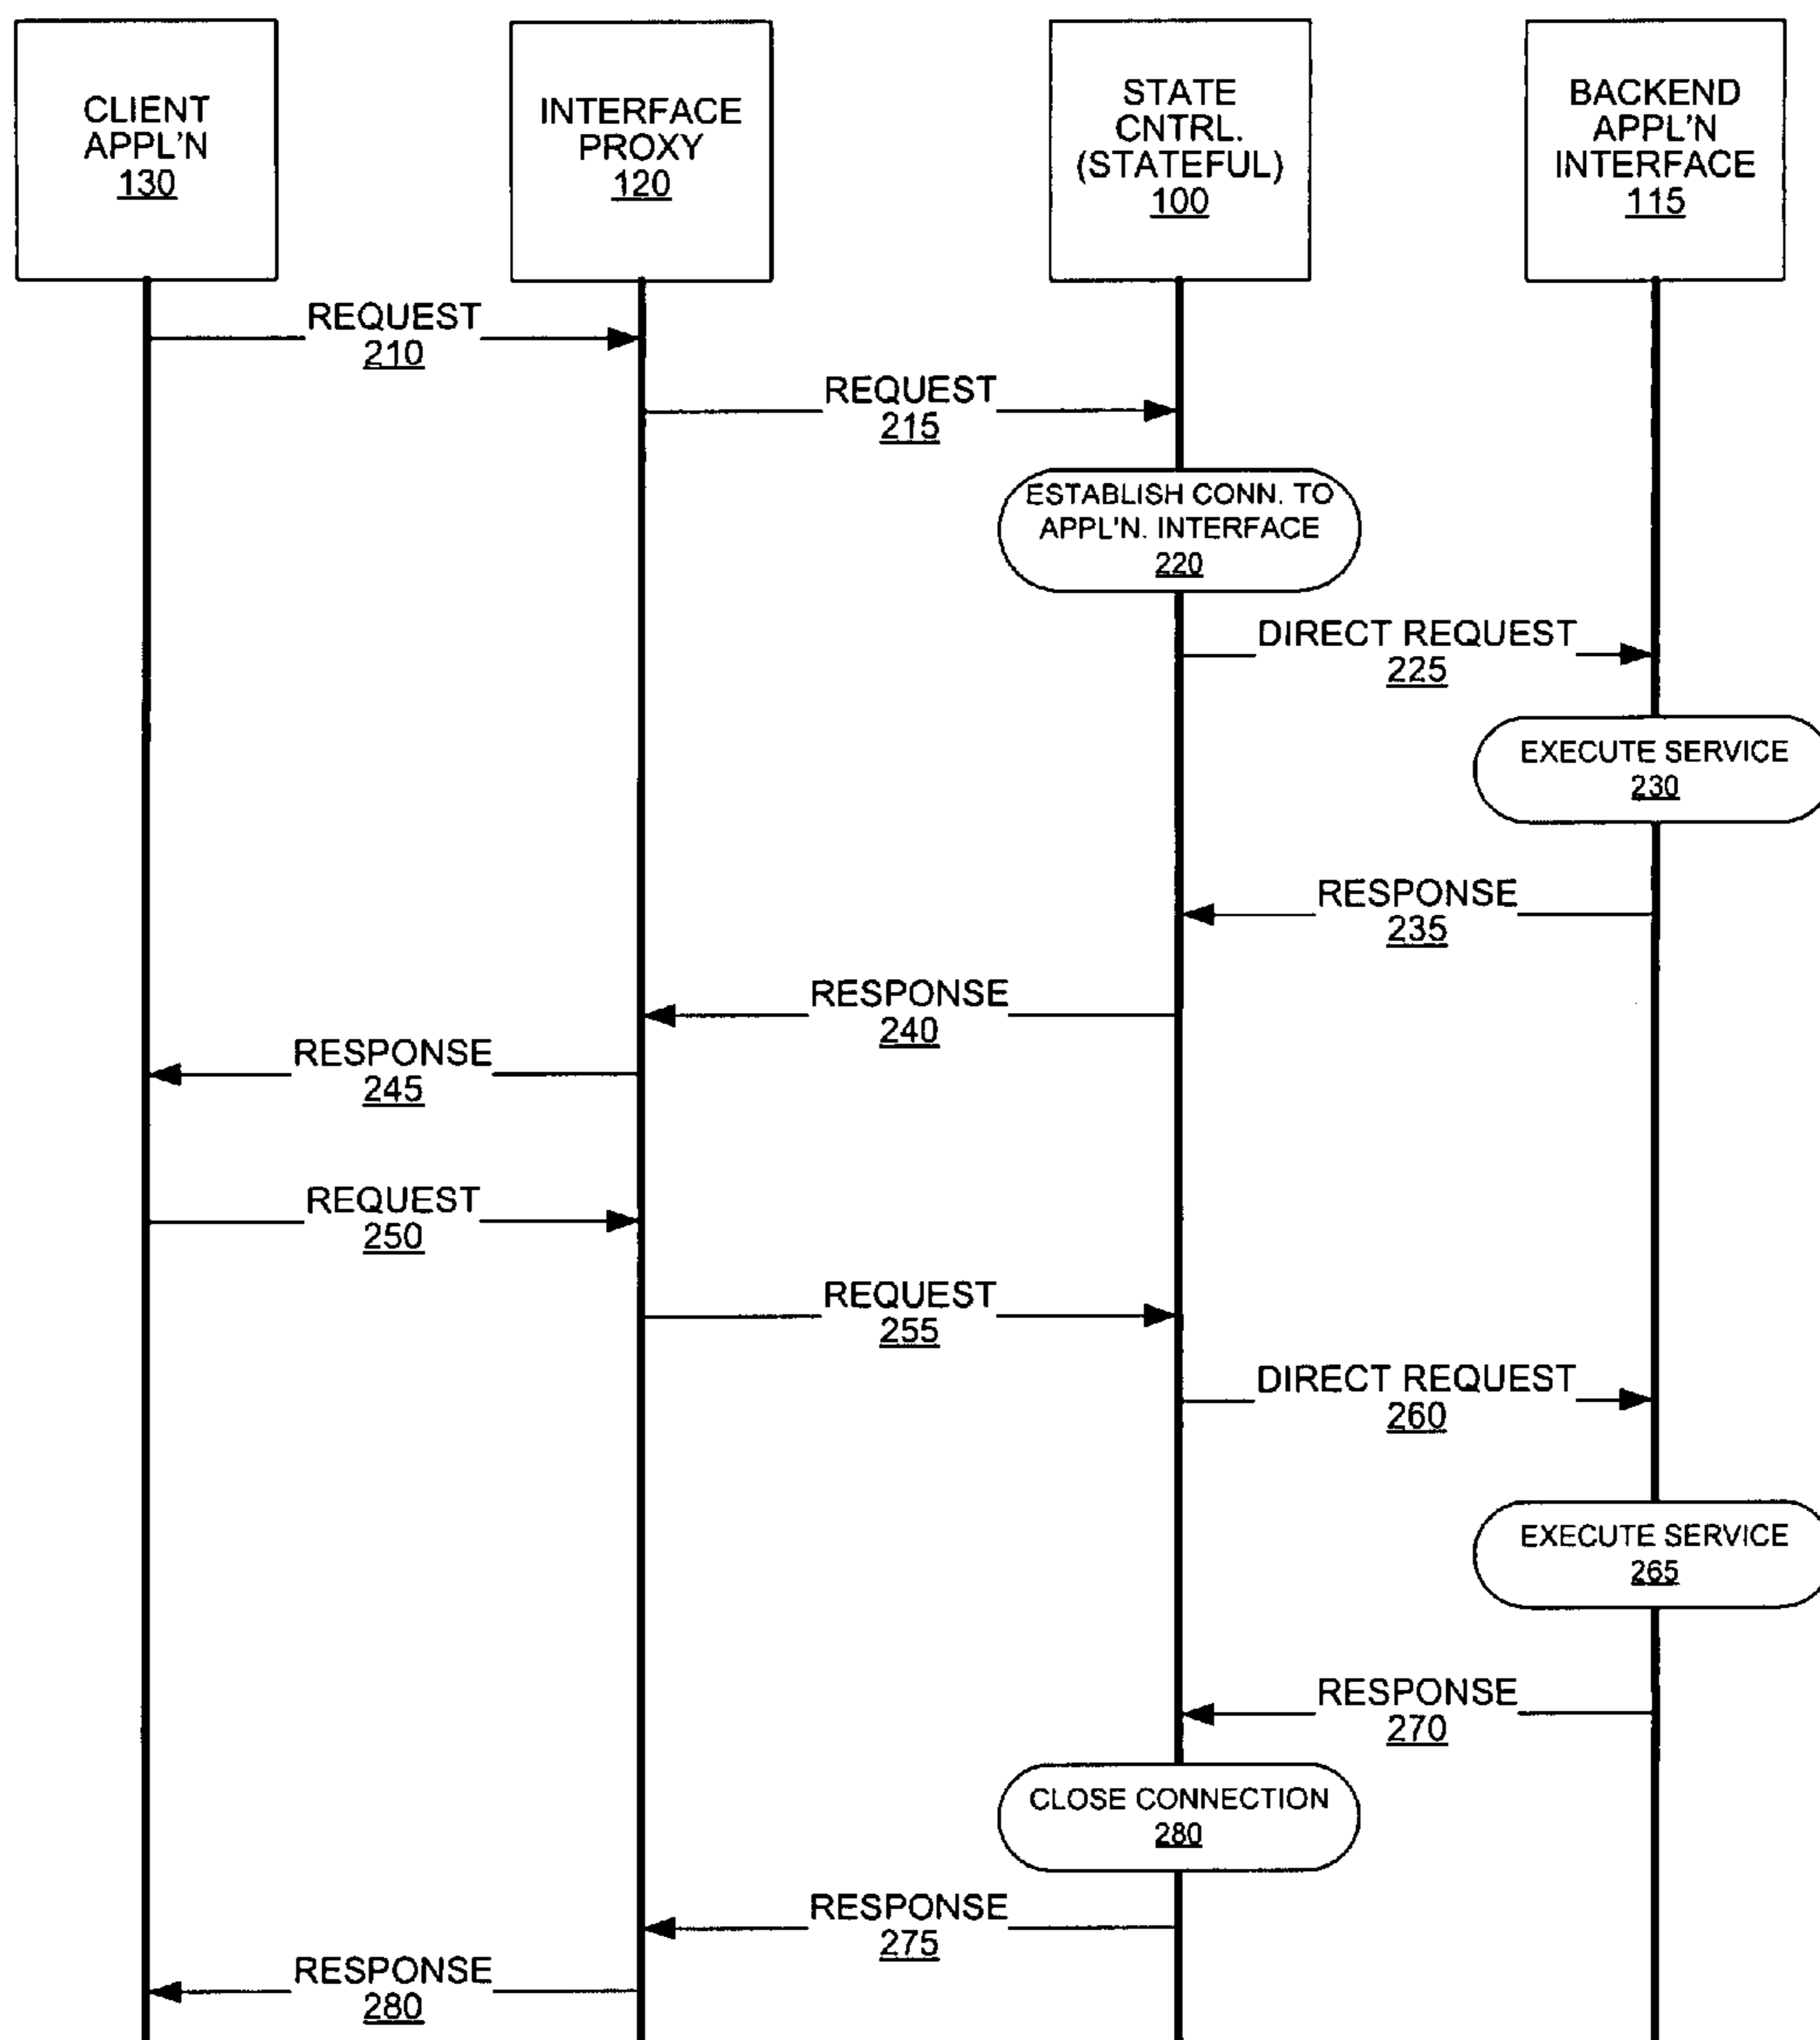 CLIENT
APPL'N
130
INTERFACE
PROXY
120
STATE
CNTRL.
(STATEFUL)
100
BACKEND
APPL'N
INTERFACE
115
REQUEST
210
REQUEST
215
ESTABLISH CONN. TO
APPL'N. INTERFACE
220
DIRECT REQUEST
225
EXECUTE SERVICE
230
RESPONSE
235
RESPONSE
240
RESPONSE
245
REQUEST
250
REQUEST
255
DIRECT REQUEST
260
EXECUTE SERVICE
265
RESPONSE
270
CLOSE CONNECTION
280
RESPONSE
275
RESPONSE
280